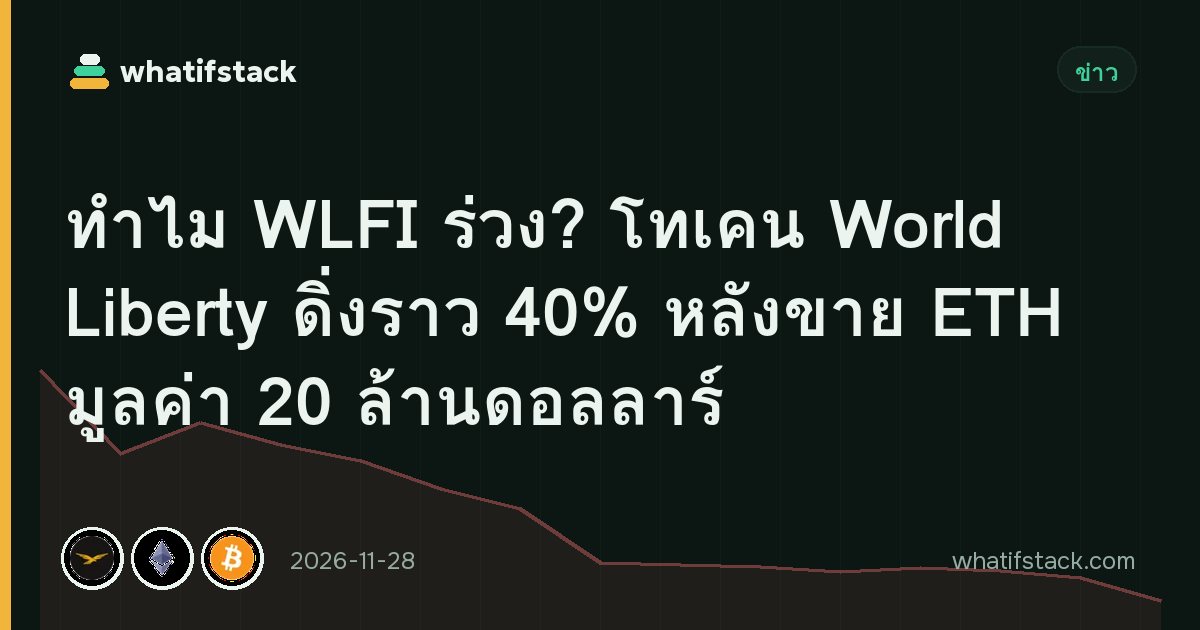 whatifstack
ข่าว
ทำไม WLFI ร่วง? โทเคน World
Liberty ดิ่งราว 40% หลังขาย ETH
มูลค่า 20 ล้านดอลลาร์
2026-11-28
whatifstack.com